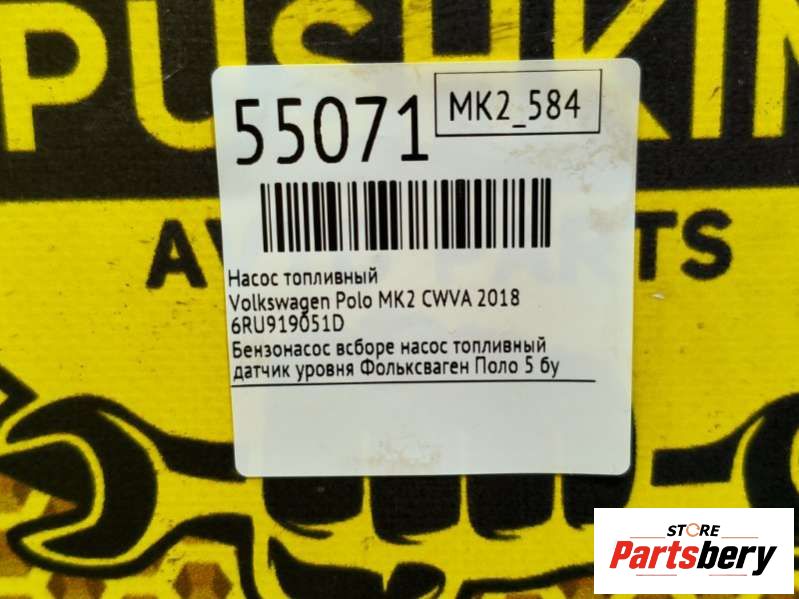 PUSHKIN
55071
MK2_584
Насос топливный
Volkswagen Polo MK2 CWVA 2018
6RU919051D
Бензонасос всборе насос топливный
датчик уровня Фольксваген Поло 5 бу
STORE
Partsbery